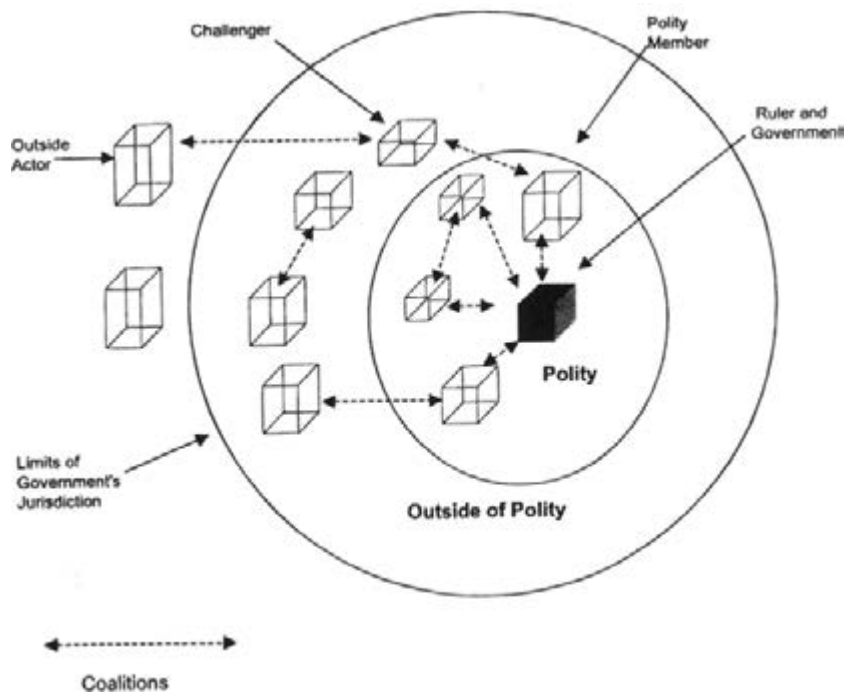 Challenger
Polity
Member
Ruler and
Government
Outside
Actor
Polity
Limits of
Government's
Jurisdiction
Outside of Polity
Coalitions